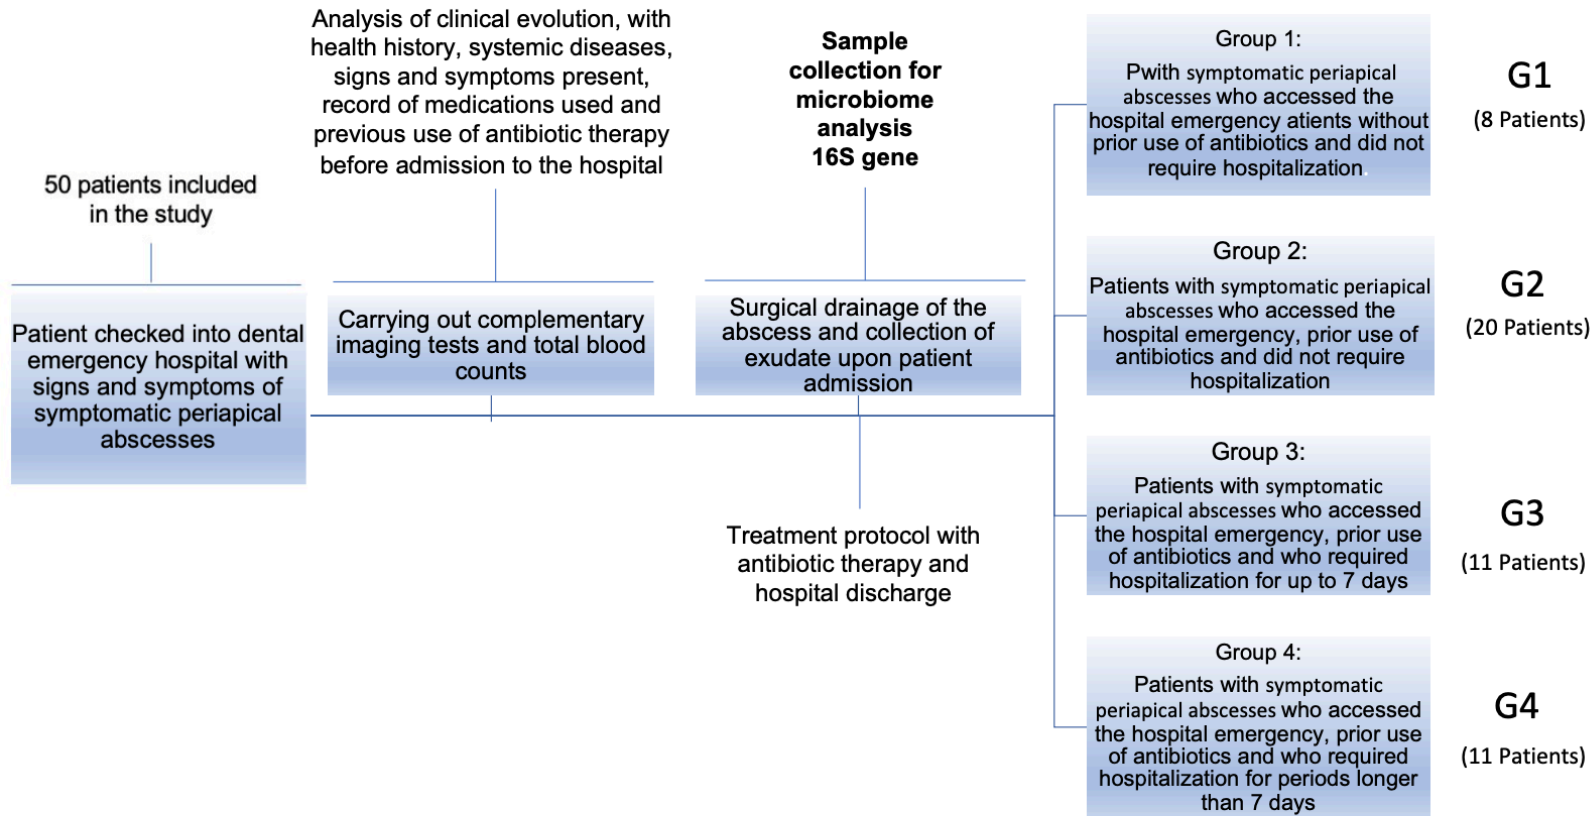 50 patients included
in the study
Patient checked into dental
emergency hospital with
signs and symptoms of
symptomatic periapical
abscesses
Analysis of clinical evolution, with
health history, systemic diseases,
signs and symptoms present,
record of medications used and
previous use of antibiotic therapy
before admission to the hospital
Carrying out complementary
imaging tests and total blood
counts
Sample
collection for
microbiome
analysis
16S gene
Surgical drainage of the
abscess and collection of
exudate upon patient
admission
Treatment protocol with
antibiotic therapy and
hospital discharge
Group 1:
Pwith symptomatic periapical
abscesses who accessed the
hospital emergency atients without
prior use of antibiotics and did not
require hospitalization.
G1
(8 Patients)
Group 2:
Patients with symptomatic periapical
abscesses who accessed the
hospital emergency, prior use of
antibiotics and did not require
hospitalization
G2
(20 Patients)
Group 3:
Patients with symptomatic
periapical abscesses who accessed
the hospital emergency, prior use
of antibiotics and who required
hospitalization for up to 7 days
G3
(11 Patients)
Group 4:
Patients with symptomatic
periapical abscesses who accessed
the hospital emergency, prior use
of antibiotics and who required
hospitalization for periods longer
than 7 days
G4
(11 Patients)